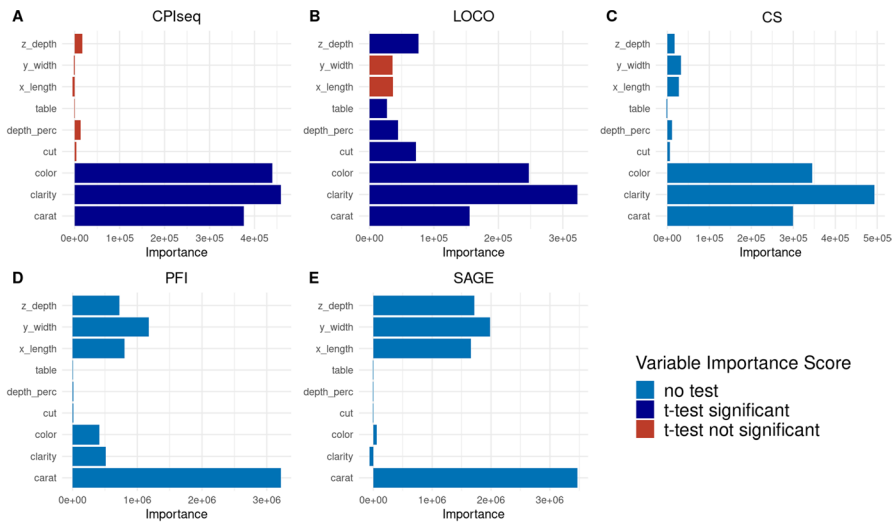 A CPIseq
z_depth
y_width
x_length
table
depth_perc
cut
color
clarity
carat
0e+00 1e+05 2e+05 3e+05 4e+05
Importance
B LOCO
z_depth
y_width
x_length
table
depth_perc
cut
color
clarity
carat
0e+00 1e+05 2e+05 3e+05
Importance
C CS
z_depth
y_width
x_length
table
depth_perc
cut
color
clarity
carat
0e+00 1e+05 2e+05 3e+05 4e+05 5e+05
Importance
D PFI
z_depth
y_width
x_length
table
depth_perc
cut
color
clarity
carat
0e+00 1e+06 2e+06 3e+06
Importance
E SAGE
z_depth
y_width
x_length
table
depth_perc
cut
color
clarity
carat
0e+00 1e+06 2e+06 3e+06
Importance
Variable Importance Score
no test
t-test significant
t-test not significant